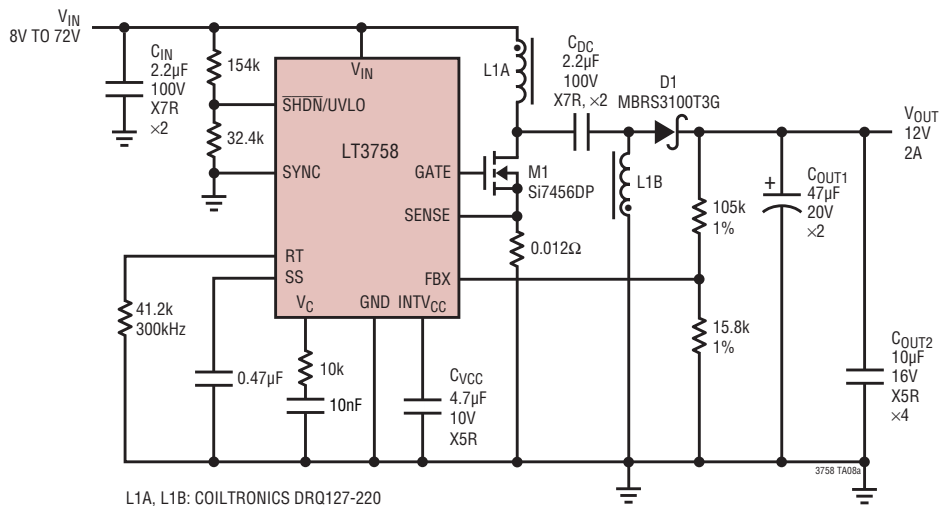 VIN
8V TO 72V
CIN
2.2µF
100V
X7R
×2
154k
32.4k
VIN
SHDN/UVLO
LT3758
SYNC
GATE
SENSE
RT
SS
FBX
VC
GND
INTVCC
L1A
CDC
2.2µF
100V
X7R, ×2
D1
MBRS3100T3G
VOUT
12V
2A
M1
Si7456DP
L1B
0.012Ω
105k
1%
15.8k
1%
+
COUT1
47µF
20V
×2
COUT2
10µF
16V
X5R
×4
41.2k
300kHz
0.47µF
10k
10nF
CVCC
4.7µF
10V
X5R
3758 TA08a
L1A, L1B: COILTRONICS DRQ127-220